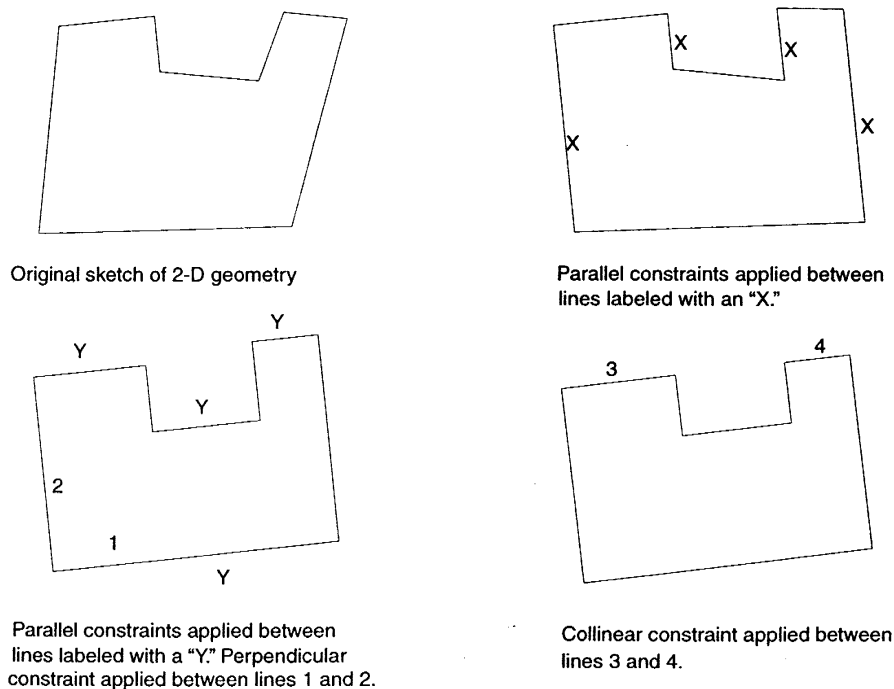 X
X
X
X
Original sketch of 2-D geometry
Parallel constraints applied between
lines labeled with an “X.”
Y
Y
Y
2
1
Y
Parallel constraints applied between
lines labeled with a “Y.” Perpendicular
constraint applied between lines 1 and 2.
4
3
Collinear constraint applied between
lines 3 and 4.